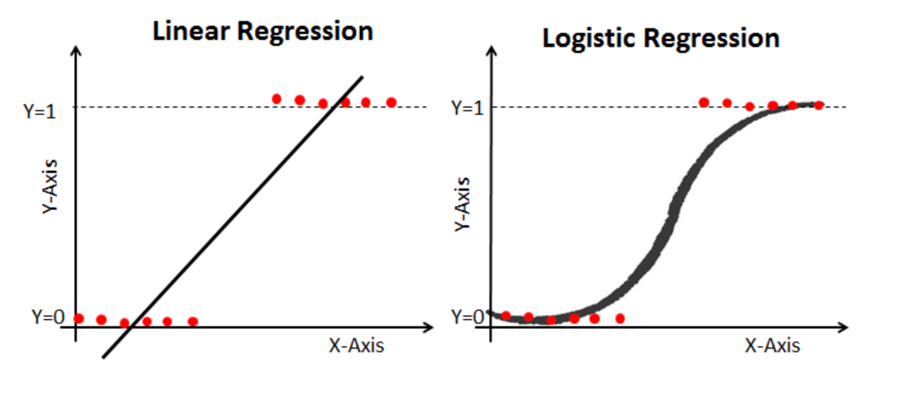 Linear Regression
Y=1
Y-Axis
Y=0
X-Axis
Logistic Regression
Y=1
Y-Axis
Y=0
X-Axis